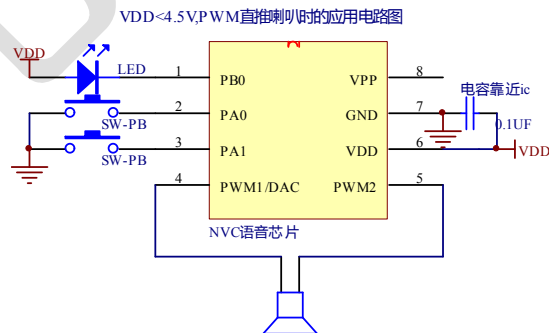 VDD<4.5V,PWM直推喇叭时的应用电路图
VDD
LED
1
PB0
VPP
8
电容靠近ic
2
PA0
GND
7
SW-PB
0.1UF
3
PA1
VDD
6
VDD
SW-PB
4
PWM1/DAC
PWM2
5
NVC语音芯片